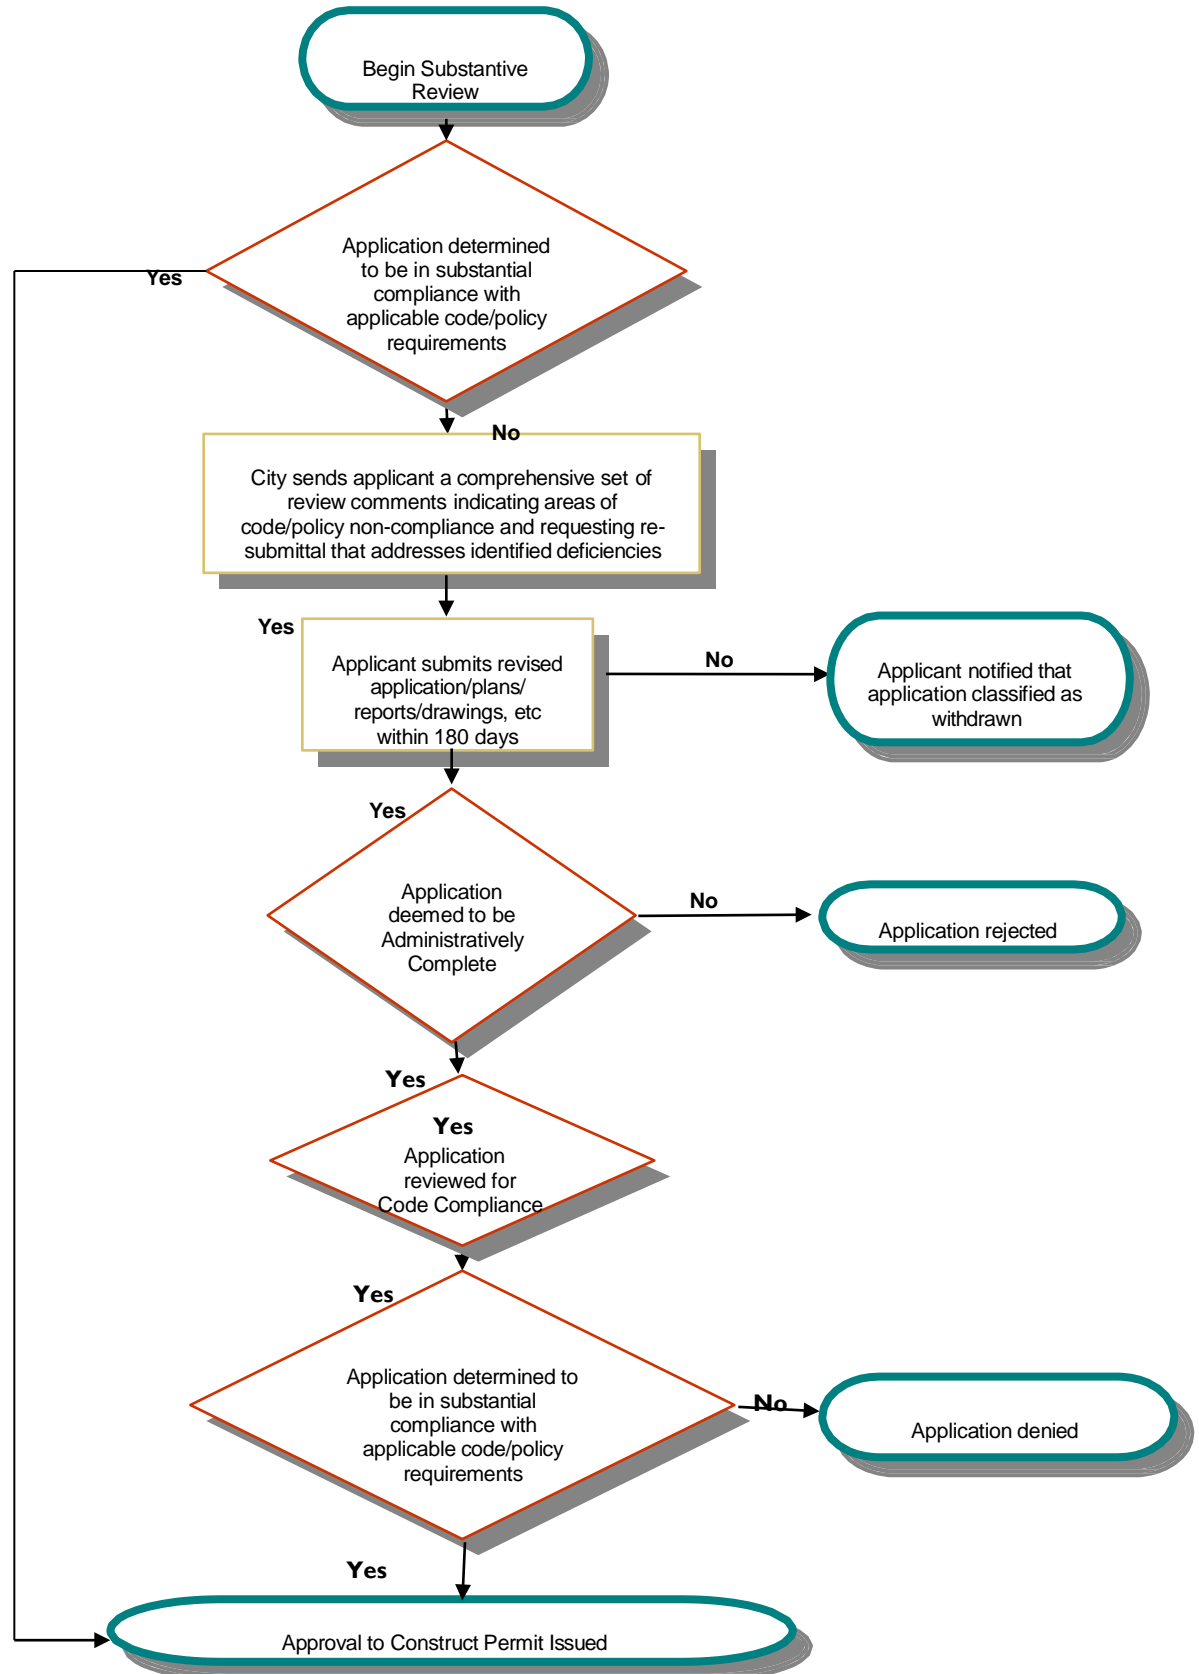 Begin Substantive
Review
Application determined
to be in substantial
compliance with
applicable code/policy
requirements
Yes
No
City sends applicant a comprehensive set of
review comments indicating areas of
code/policy non-compliance and requesting re-
submittal that addresses identified deficiencies
Yes
Applicant submits revised
application/plans/
reports/drawings, etc
within 180 days
No
Applicant notified that
application classified as
withdrawn
Yes
Application
deemed to be
Administratively
Complete
No
Application rejected
Yes
Yes
Application
reviewed for
Code Compliance
Yes
Application determined to
be in substantial
compliance with
applicable code/policy
requirements
No
Application denied
Yes
Approval to Construct Permit Issued